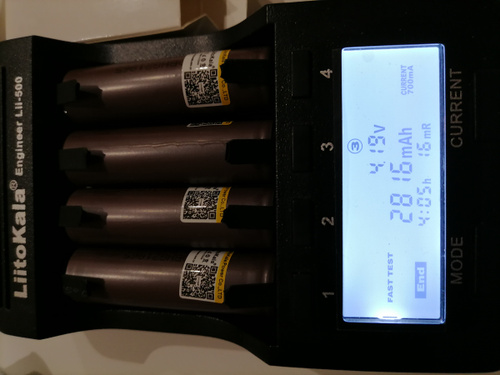 LiitoKala® Engineer Lii-500
1
2
3
4
FAST TEST
3
4.19v
CURRENT
700mA
2816mAh
End
4:05h 16mR
MODE
CURRENT